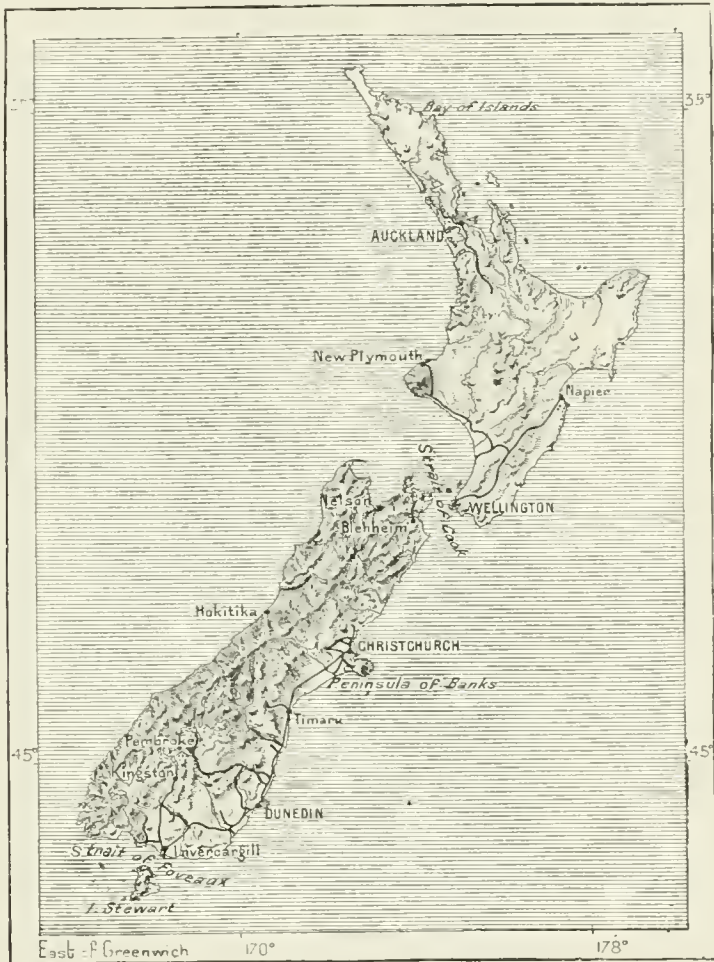 35°
Bay of Islands
AUCKLAND
New Plymouth
Napier
Strait of Cook
Nelson
WELLINGTON
Blenheim
Hokitika
CHRISTCHURCH
Peninsula of Banks
Timaru
Pembroke
45°
45°
Kingston
DUNEDIN
Invercargill
Strait of Foveaux
I. Stewart
East of Greenwich
170°
178°